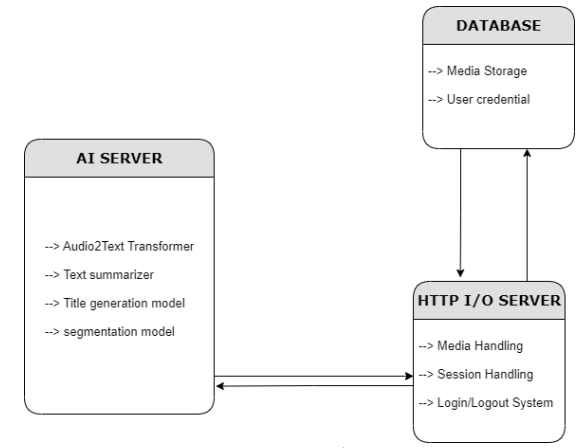 DATABASE
--> Media Storage
--> User credential
AI SERVER
--> Audio2Text Transformer
--> Text summarizer
--> Title generation model
--> segmentation model
HTTP I/O SERVER
--> Media Handling
--> Session Handling
--> Login/Logout System